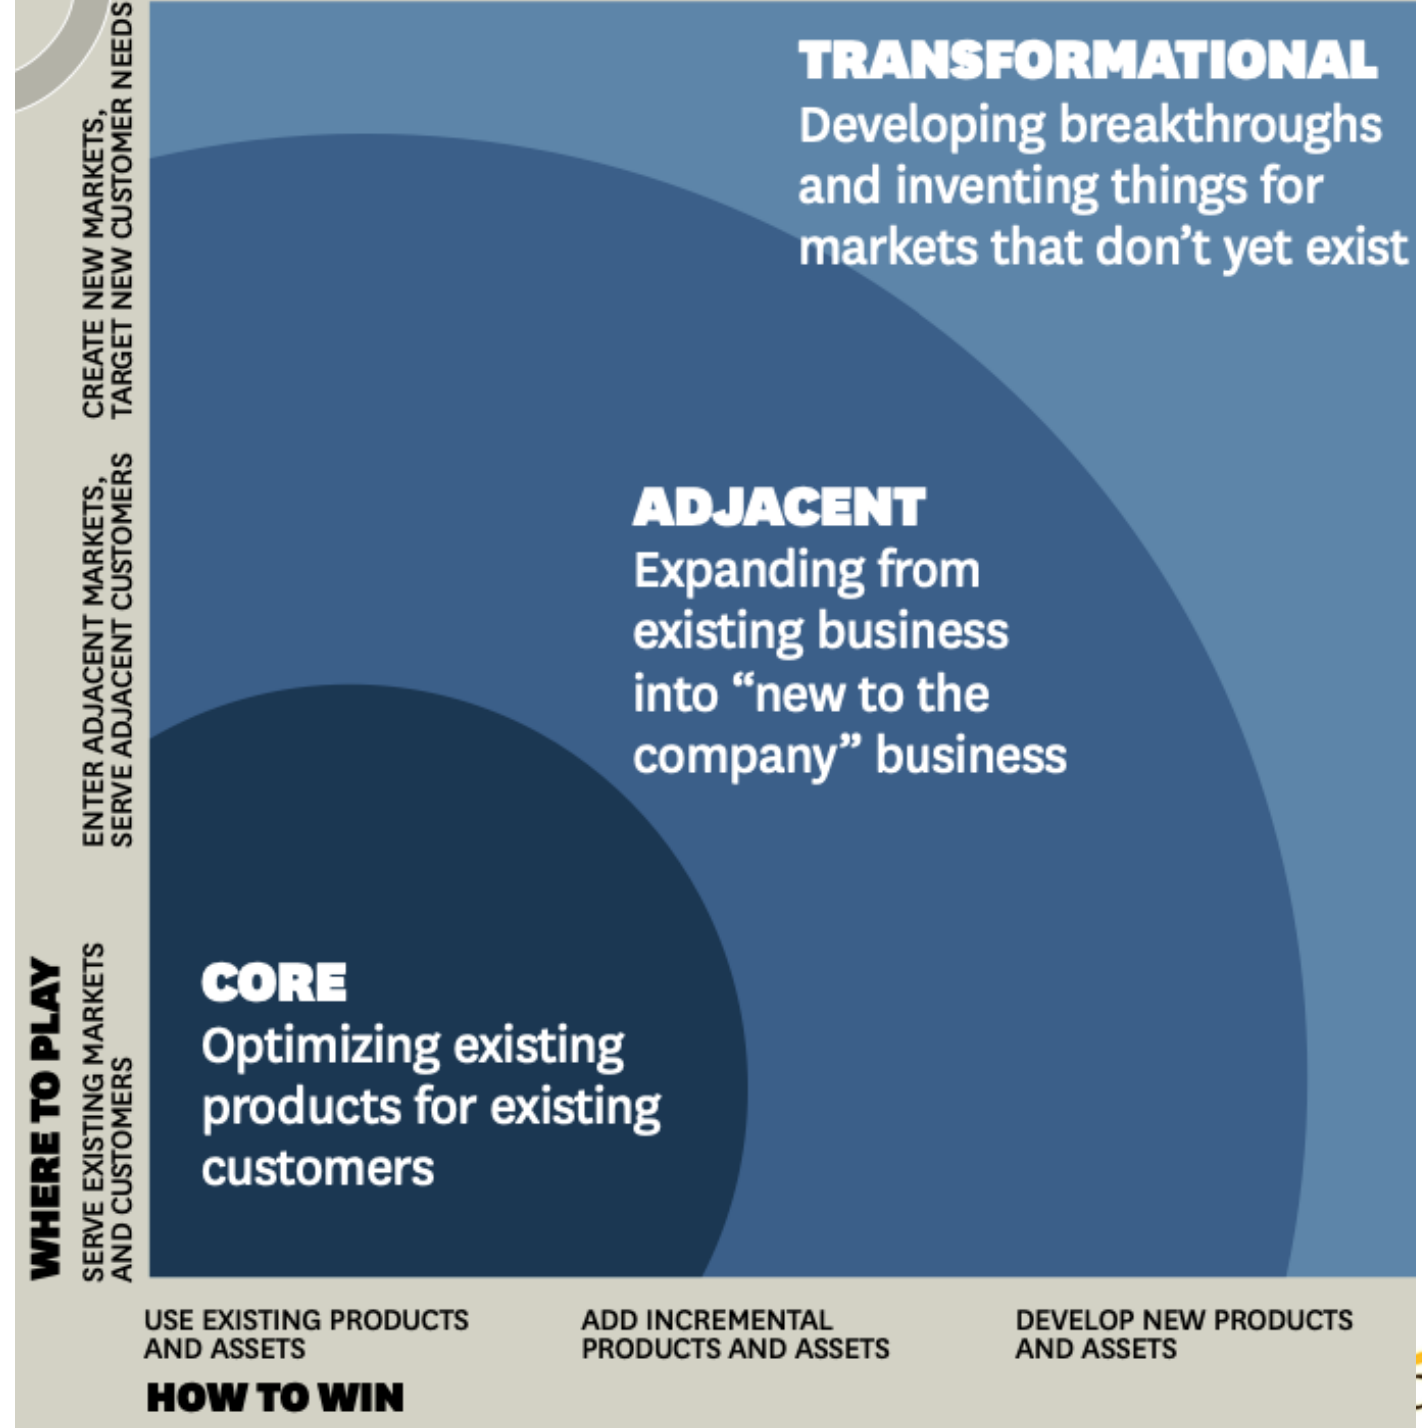 TRANSFORMATIONAL
Developing breakthroughs
and inventing things for
markets that don’t yet exist
ADJACENT
Expanding from
existing business
into “new to the
company” business
CORE
Optimizing existing
products for existing
customers
WHERE TO PLAY
CREATE NEW MARKETS,
TARGET NEW CUSTOMER NEEDS
ENTER ADJACENT MARKETS,
SERVE ADJACENT CUSTOMERS
SERVE EXISTING MARKETS
AND CUSTOMERS
USE EXISTING PRODUCTS
AND ASSETS
ADD INCREMENTAL
PRODUCTS AND ASSETS
DEVELOP NEW PRODUCTS
AND ASSETS
HOW TO WIN